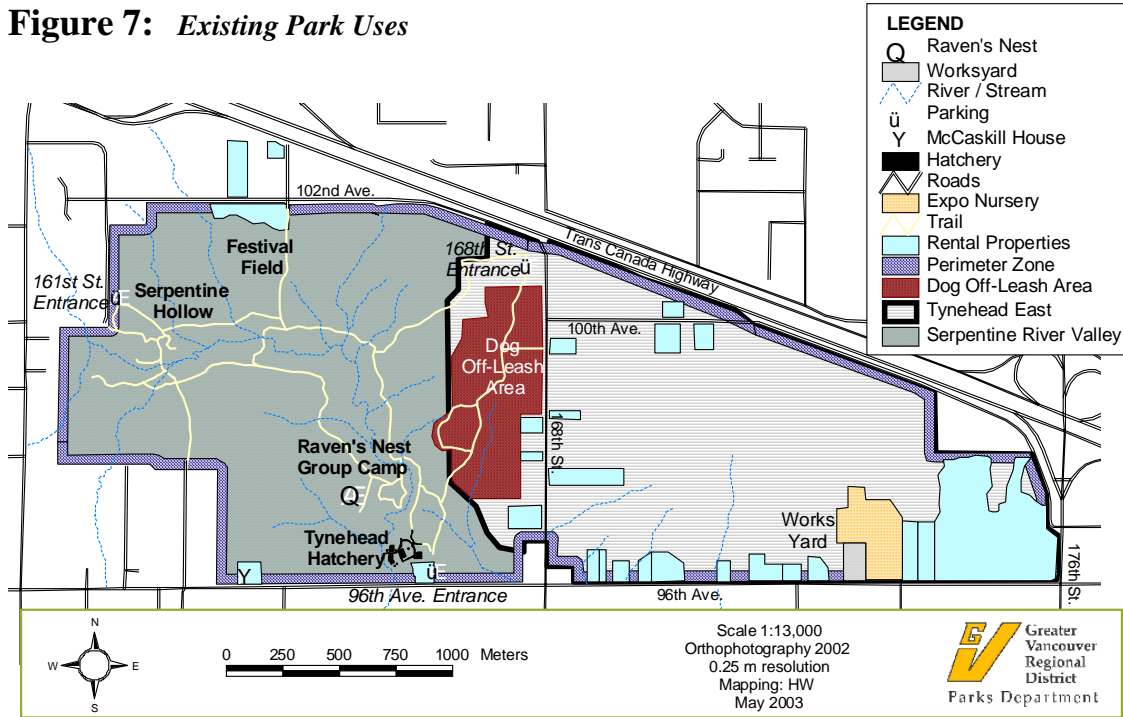 Figure 7: Existing Park Uses
LEGEND
Q Raven's Nest
Worksyard
River / Stream
ü Parking
Y McCaskill House
Hatchery
Roads
Expo Nursery
Trail
Rental Properties
Perimeter Zone
Dog Off-Leash Area
Tynehead East
Serpentine River Valley
102nd Ave.
Trans Canada Highway
Festival
Field
168th St.
Entrance
ü
161st St.
Entrance
üE
Serpentine
Hollow
100th Ave.
Dog
Off-Leash
Area
168th St.
Raven's Nest
Group Camp
QE
Works
Yard
Tynehead
Hatchery
Y
üE
96th Ave. Entrance
96th Ave.
176th St.
N
W E
S
0 250 500 1000 Meters
Scale 1:13,000
Orthophotography 2002
0.25 m resolution
Mapping: HW
May 2003
GV
Greater
Vancouver
Regional
District
Parks Department